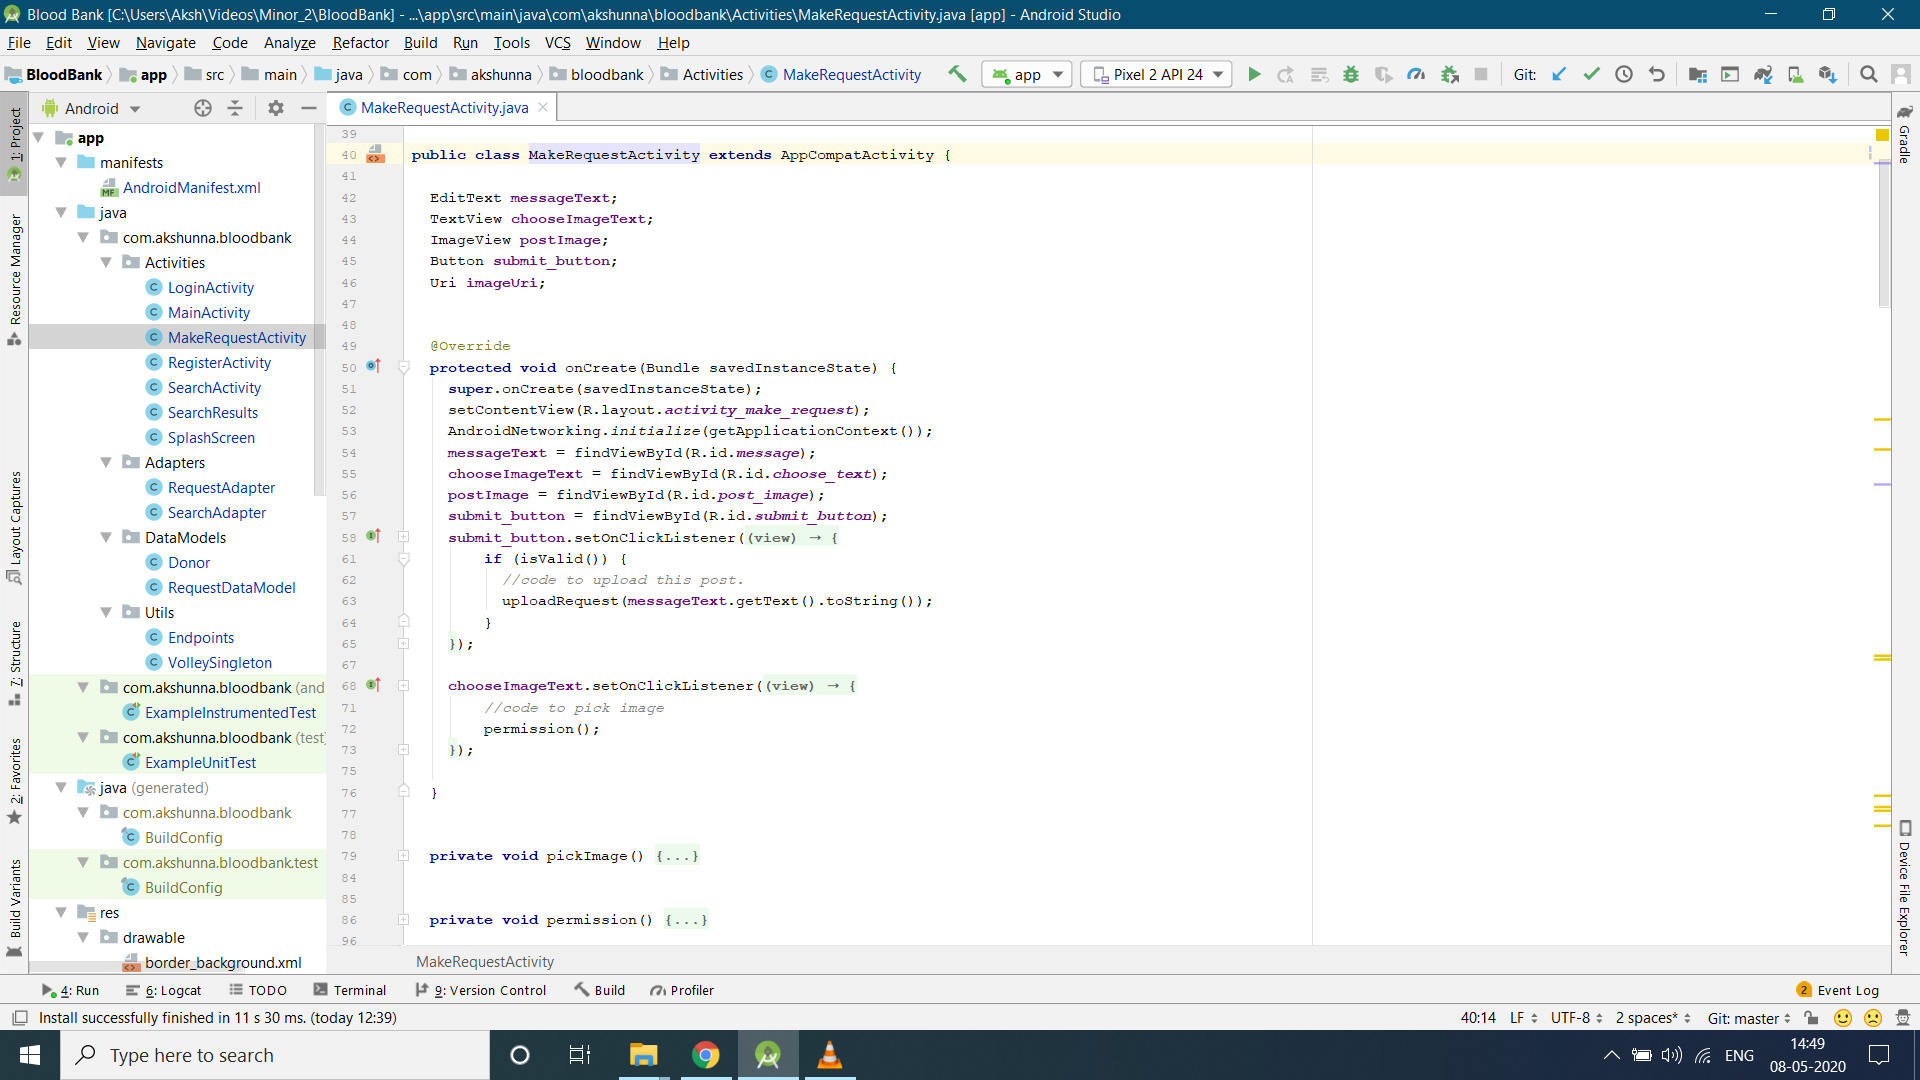 Blood Bank [C:\Users\Aksh\Videos\Minor_2\BloodBank] - ...\app\src\main\java\com\akshunna\bloodbank\Activities\MakeRequestActivity.java [app] - Android Studio
File Edit View Navigate Code Analyze Refactor Build Run Tools VCS Window Help
BloodBank app src main java com akshunna bloodbank Activities MakeRequestActivity app Pixel 2 API 24 Git:
Android
MakeRequestActivity.java
1: Project
Resource Manager
Layout Captures
7: Structure
2: Favorites
Build Variants
app
manifests
AndroidManifest.xml
java
com.akshunna.bloodbank
Activities
LoginActivity
MainActivity
MakeRequestActivity
RegisterActivity
SearchActivity
SearchResults
SplashScreen
Adapters
RequestAdapter
SearchAdapter
DataModels
Donor
RequestDataModel
Utils
Endpoints
VolleySingleton
com.akshunna.bloodbank (and
ExampleInstrumentedTest
com.akshunna.bloodbank (test)
ExampleUnitTest
java (generated)
com.akshunna.bloodbank
BuildConfig
com.akshunna.bloodbank.test
BuildConfig
res
drawable
border_background.xml
39
40 public class MakeRequestActivity extends AppCompatActivity {
41
42 EditText messageText;
43 TextView chooseImageText;
44 ImageView postImage;
45 Button submit_button;
46 Uri imageUri;
47
48
49 @Override
50 protected void onCreate(Bundle savedInstanceState) {
51 super.onCreate(savedInstanceState);
52 setContentView(R.layout.activity_make_request);
53 AndroidNetworking.initialize(getApplicationContext());
54 messageText = findViewById(R.id.message);
55 chooseImageText = findViewById(R.id.choose_text);
56 postImage = findViewById(R.id.post_image);
57 submit_button = findViewById(R.id.submit_button);
58 submit_button.setOnClickListener((view) → {
61 if (isValid()) {
62 //code to upload this post.
63 uploadRequest(messageText.getText().toString());
64 }
65 });
67
68 chooseImageText.setOnClickListener((view) → {
71 //code to pick image
72 permission();
73 });
75
76 }
77
78
79 private void pickImage() {...}
84
85
86 private void permission() {...}
96
MakeRequestActivity
Gradle
Device File Explorer
4: Run 6: Logcat TODO Terminal 9: Version Control Build Profiler 2 Event Log
Install successfully finished in 11 s 30 ms. (today 12:39) 40:14 LF UTF-8 2 spaces* Git: master
Type here to search
ENG
14:49
08-05-2020